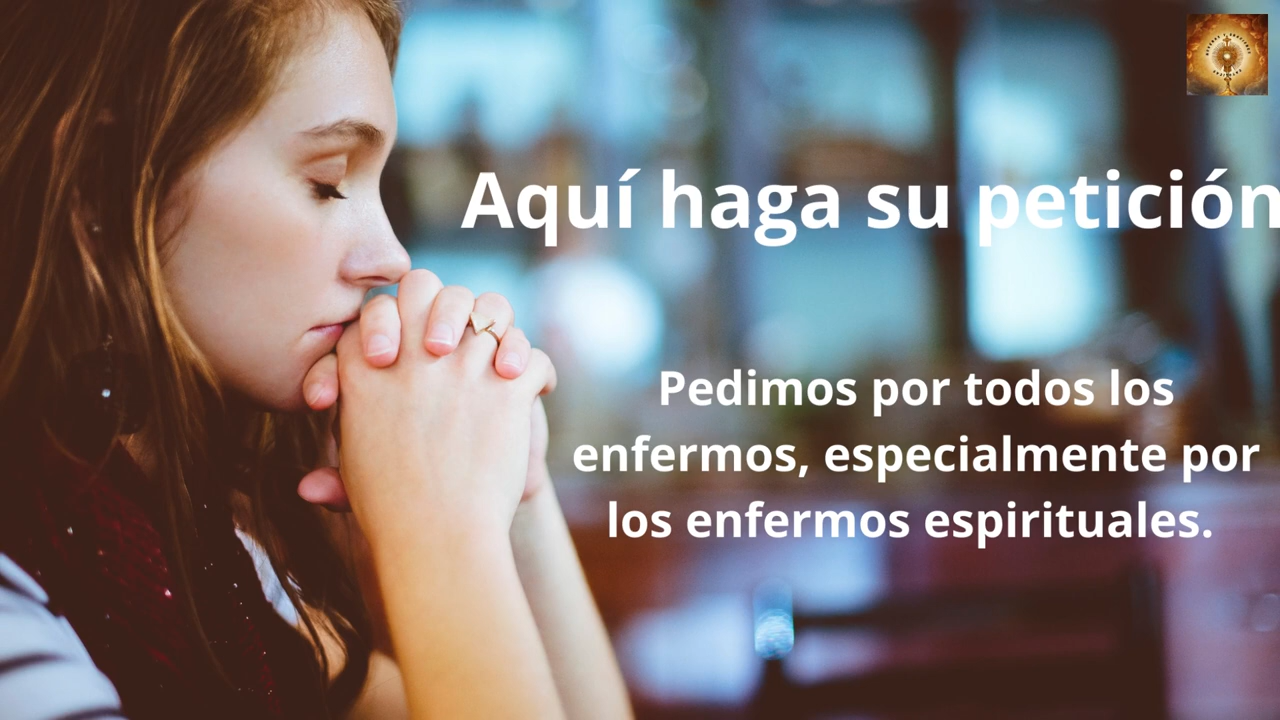 Aquí haga su petición
Pedimos por todos los
enfermos, especialmente por
los enfermos espirituales.